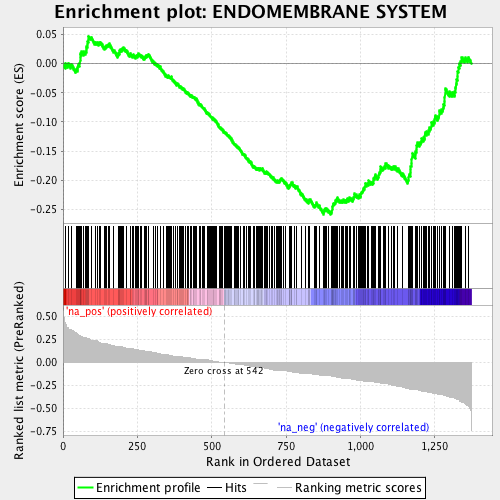 Enrichment plot: ENDOMEMBRANE SYSTEM
Enrichment score (ES)
0.05
0.00
-0.05
-0.10
-0.15
-0.20
-0.25
'na_pos' (positively correlated)
Ranked list metric (PreRanked)
0.50
0.25
0.00
-0.25
-0.50
-0.75
Zero cross at 542
'na_neg' (negatively correlated)
0
250
500
750
1,000
1,250
Rank in Ordered Dataset
Enrichment profile
Hits
Ranking metric scores